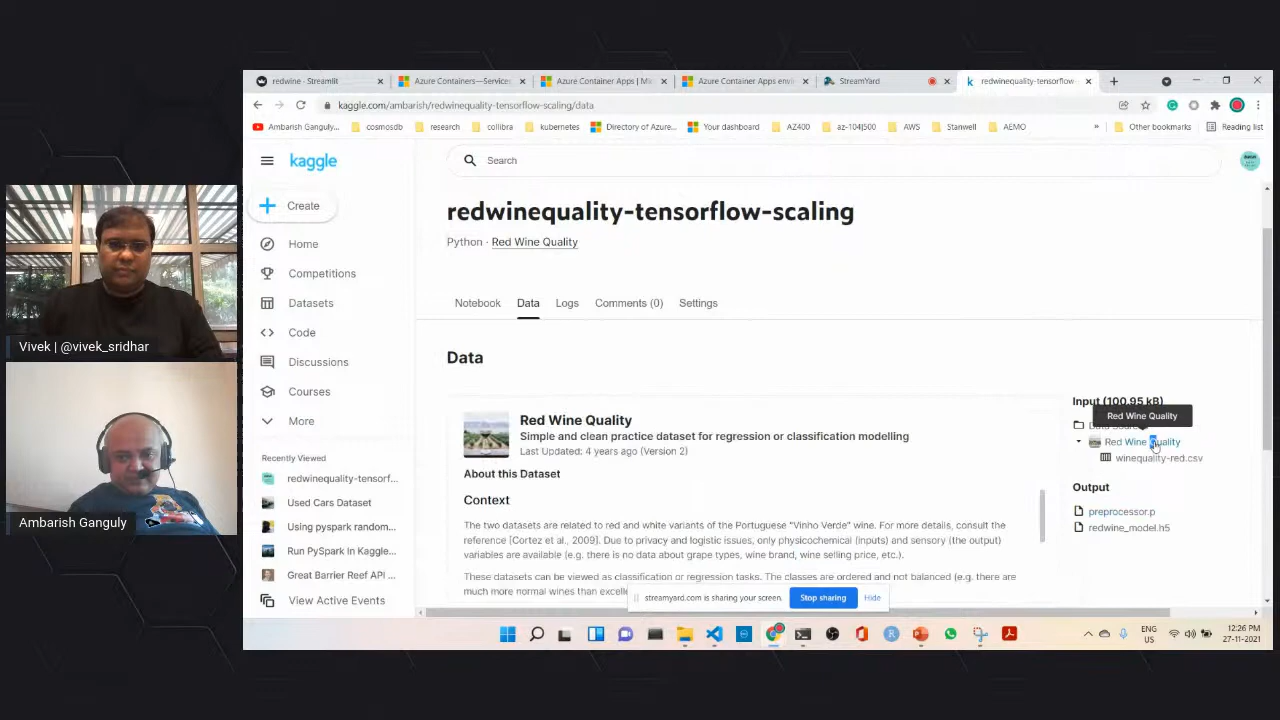 redwine - Streamlit
Azure Containers—Services
Azure Container Apps | Mi
Azure Container Apps envi
StreamYard
redwinequality-tensorflow-
kaggle.com/ambarish/redwinequality-tensorflow-scaling/data
Ambarish Ganguly...
cosmosdb
research
collibra
kubernetes
Directory of Azure...
Your dashboard
AZ400
az-104|500
AWS
Stanwell
AEMO
»
Other bookmarks
Reading list
kaggle
Search
Create
Home
Competitions
Datasets
Code
Discussions
Courses
More
Recently Viewed
redwinequality-tensorf...
Used Cars Dataset
Using pyspark random...
Run PySpark In Kaggle...
Great Barrier Reef API ...
View Active Events
redwinequality-tensorflow-scaling
Python · Red Wine Quality
Notebook
Data
Logs
Comments (0)
Settings
Data
Red Wine Quality
Simple and clean practice dataset for regression or classification modelling
Last Updated: 4 years ago (Version 2)
About this Dataset
Context
The two datasets are related to red and white variants of the Portuguese "Vinho Verde" wine. For more details, consult the
reference [Cortez et al., 2009]. Due to privacy and logistic issues, only physicochemical (inputs) and sensory (the output)
variables are available (e.g. there is no data about grape types, wine brand, wine selling price, etc.).
These datasets can be viewed as classification or regression tasks. The classes are ordered and not balanced (e.g. there are
much more normal wines than
Input (100.95 kB)
Red Wine Quality
Red Wine Quality
winequality-red.csv
Output
preprocessor.p
redwine_model.h5
streamyard.com is sharing your screen.
Stop sharing
Hide
ENG
US
12:26 PM
27-11-2021
Vivek | @vivek_sridhar
Ambarish Ganguly